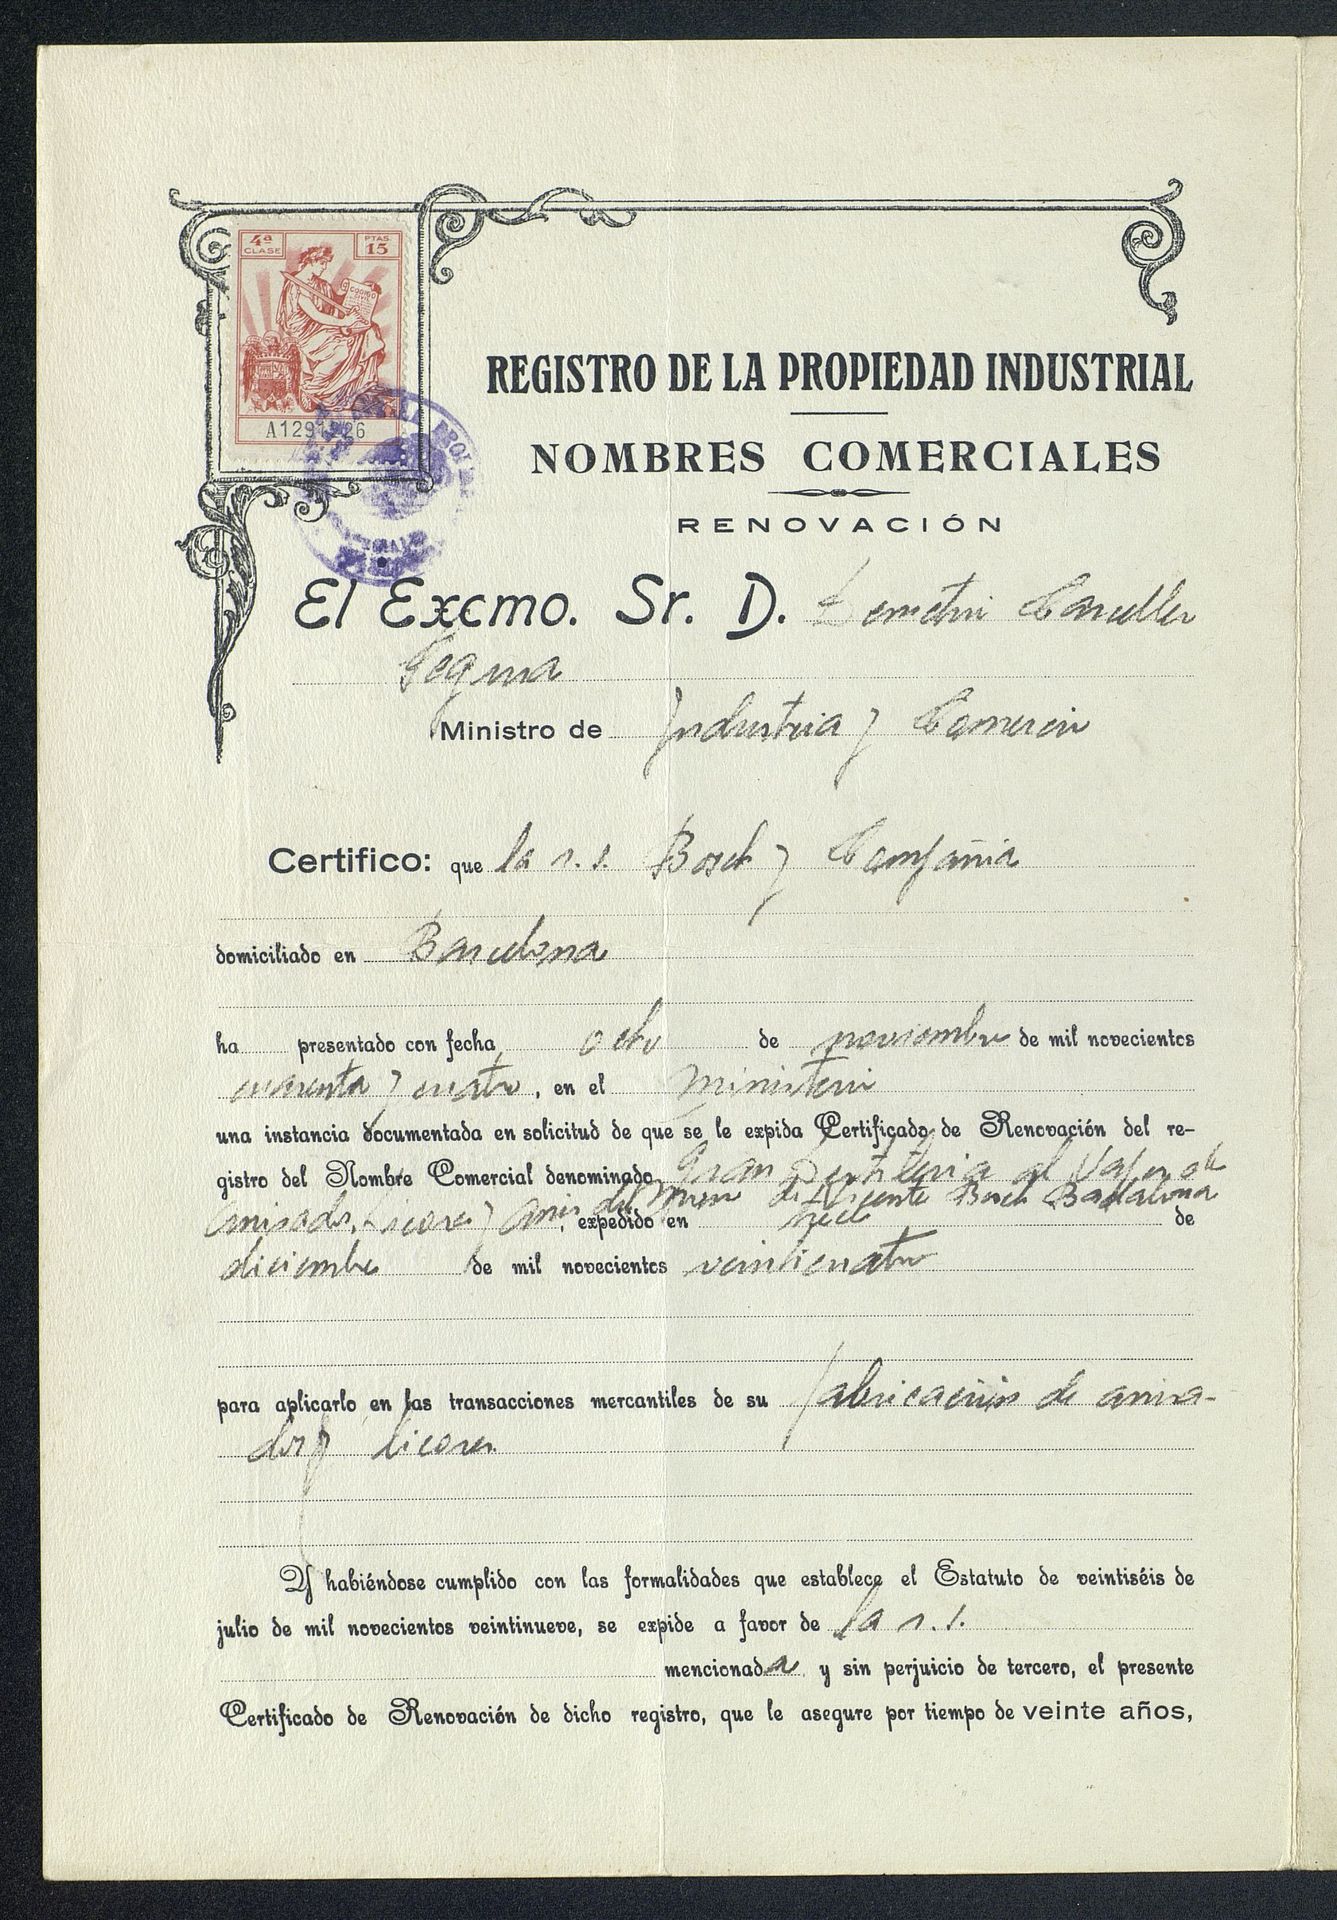 4ª CLASE
PTAS. 15
CODIGO CIVIL
REGISTRO DE LA PROPIEDAD INDUSTRIAL
NOMBRES COMERCIALES
RENOVACIÓN
El Excmo. Sr. D. Demetrio Carceller
Segura
Ministro de Industria y Comercio
Certifico: que la s. s. Bosch y Compañia
domiciliado en Barcelona
ha presentado con fecha ocho de noviembre de mil novecientos
cuarenta y cuatro, en el Ministerio
una instancia documentada en solicitud de que se le expida Certificado de Renovación del re-
gistro del Nombre Comercial denominado Gran Destileria al Vapor de
Anisados, Licores y Anis del Mono de Vicente Bosch Badalona
expedido en trece de
diciembre de mil novecientos veinticuatro
para aplicarlo en las transacciones mercantiles de su fabricación de anisa-
dos y licores
Y habiéndose cumplido con las formalidades que establece el Estatuto de veintiséis de
julio de mil novecientos veintinueve, se expide a favor de la s. s.
mencionada y sin perjuicio de tercero, el presente
Certificado de Renovación de dicho registro, que le asegure por tiempo de veinte años,